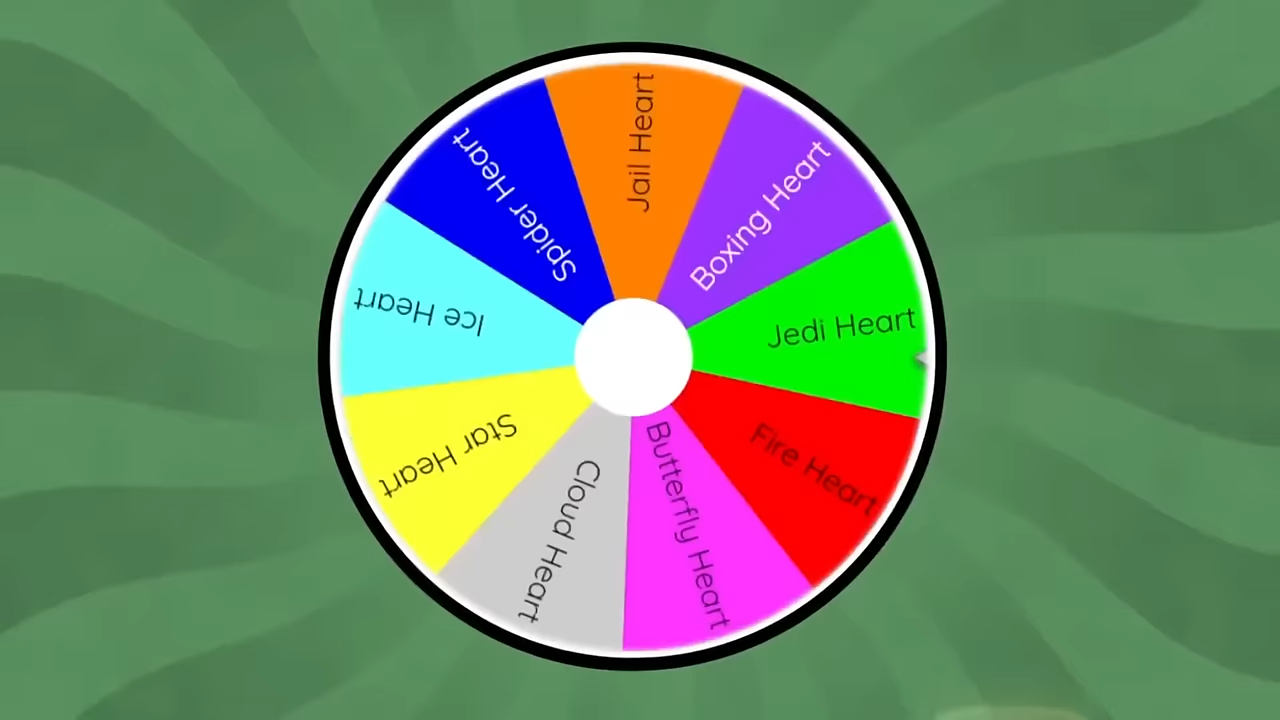 Jail Heart
Boxing Heart
Jedi Heart
Fire Heart
Butterfly Heart
Cloud Heart
Star Heart
Ice Heart
Spider Heart